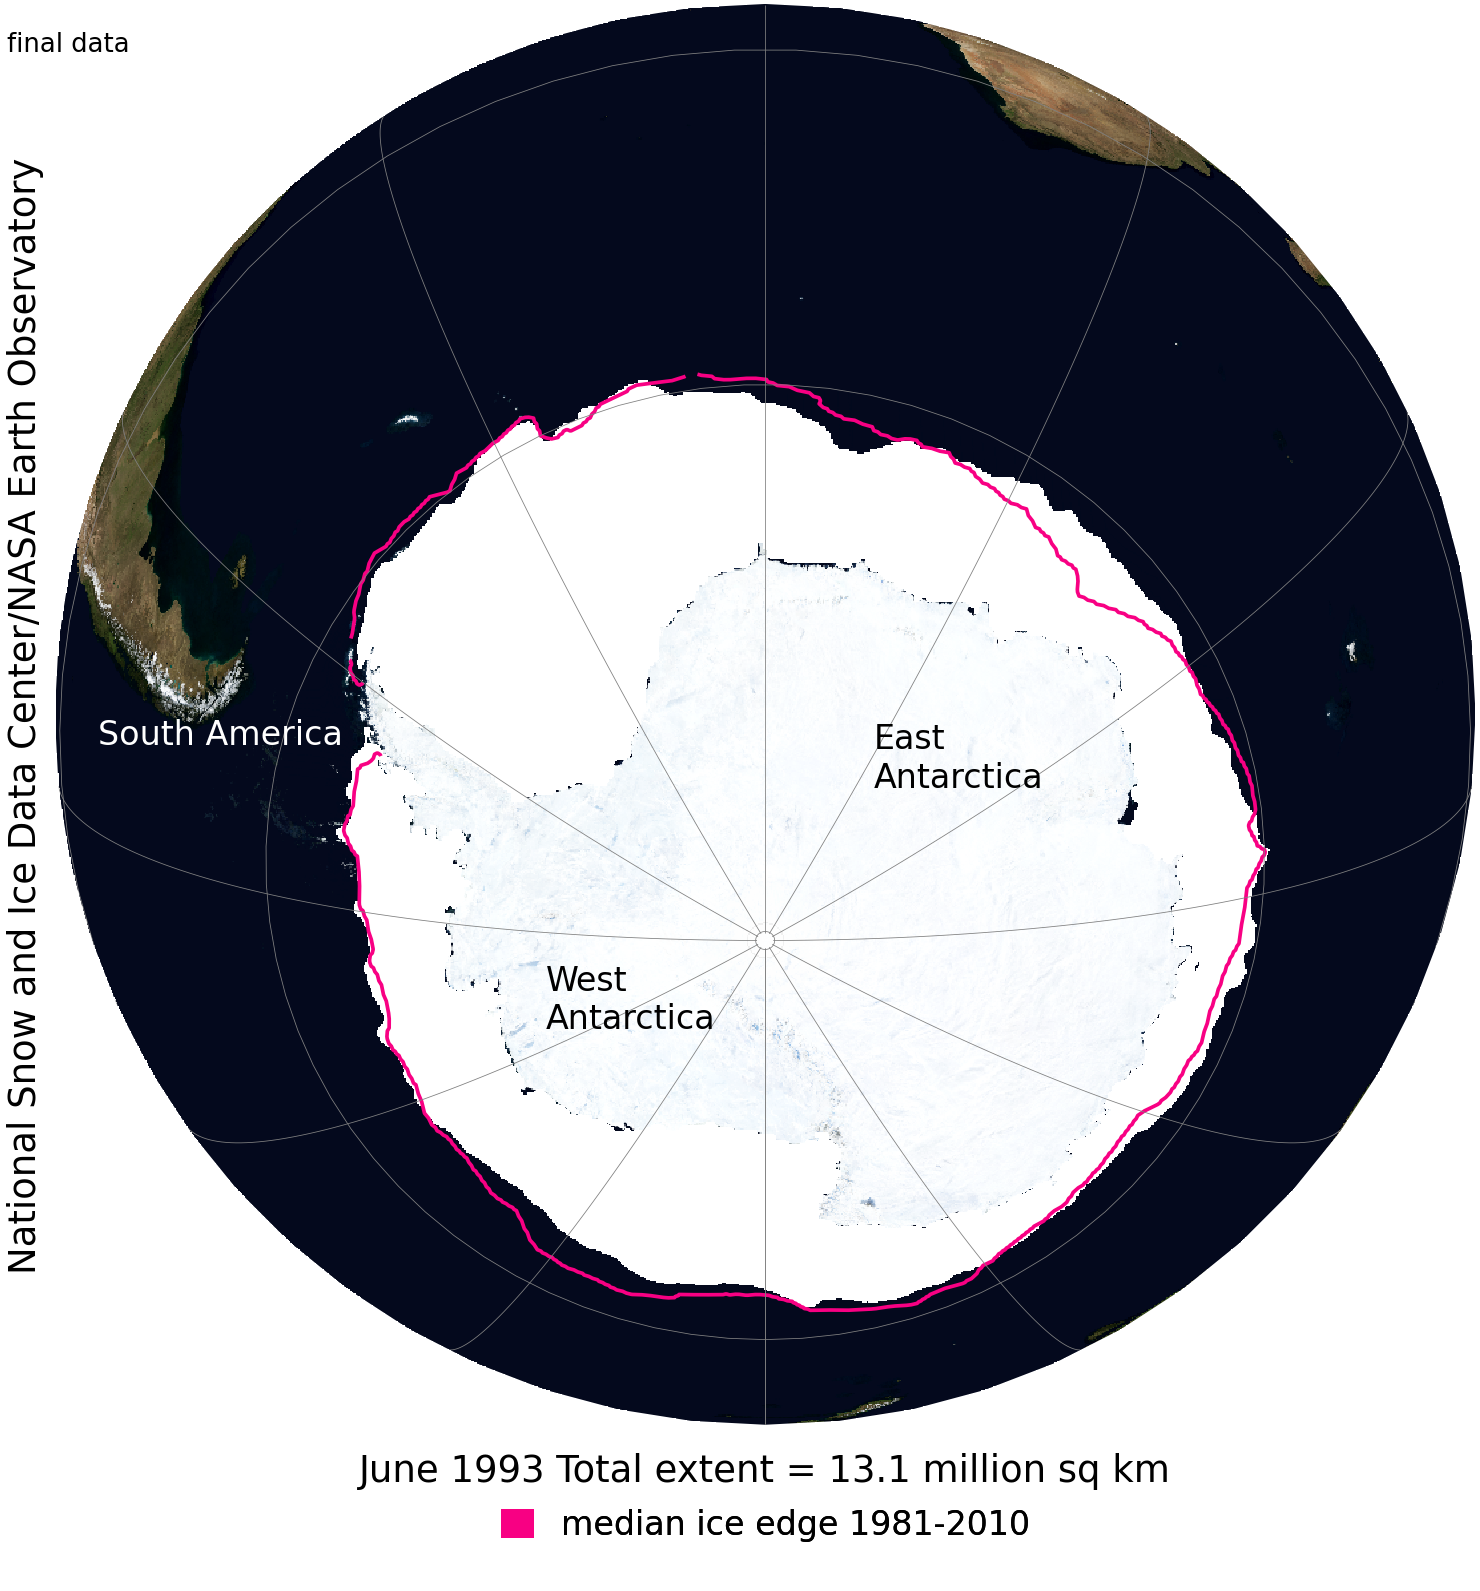 final data
National Snow and Ice Data Center/NASA Earth Observatory
South America
East
Antarctica
West
Antarctica
June 1993 Total extent = 13.1 million sq km
median ice edge 1981-2010